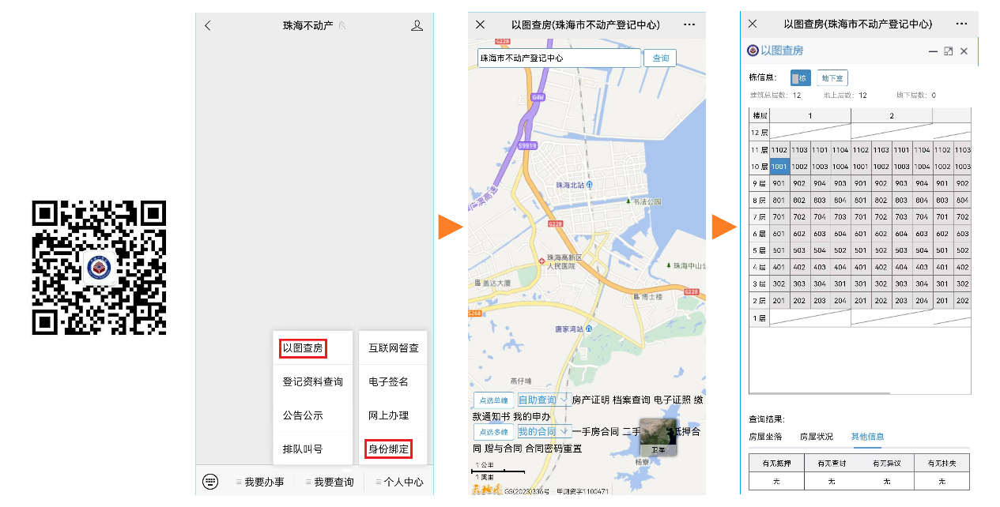 珠海不动产
以图查房
登记资料查询
公告公示
排队叫号
互联网督查
电子签名
网上办理
身份绑定
我要办事
我要查询
个人中心
以图查房(珠海市不动产登记中心)
G228
珠海市不动产登记中心
查询
G4W
S9919
珠海北站
书法公园
G228
珠海高新区
人民医院
珠海中山公
盖达大厦
G228
博士楼
S268
唐家湾站
燕仔埔
点选单幢 自助查询 房产证明 档案查询 电子证照 缴
款通知书 我的申办
点选多幢 我的合同 一手房合同 二手 抵押合
同 赠与合同 合同密码重置
卫星
杨寮
1 公里
1 英里
天地图 GS(2023)336号 - 甲测资字1100471
以图查房(珠海市不动产登记中心)
以图查房
栋信息： 栋 地下室
建筑总层数： 12 地上层数： 12 地下层数： 0
楼层 1 2
12 层
11 层 1102 1103 1101 1104 1102 1103 1101 1104 1102 1103
10 层 1001 1002 1003 1004 1001 1002 1003 1004 1002 1003
9 层 901 902 904 903 901 902 903 904 901 902
8 层 801 802 803 804 801 802 803 804 803 804
7 层 701 702 704 703 701 702 703 704 701 702
6 层 601 602 603 604 601 602 603 604 602 603
5 层 501 503 504 502 501 502 503 504 502 503
4 层 401 402 403 404 401 402 404 403 401 402
3 层 302 303 304 301 301 302 303 304 301 302
2 层 201 202 203 204 201 202 203 204 201 202
1 层
查询结果：
房屋坐落 房屋状况 其他信息
有无抵押 有无查封 有无异议 有无挂失
无 无 无 无